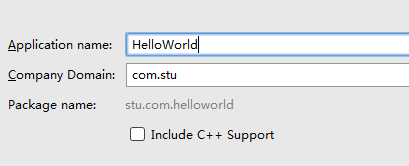 Application name: HelloWorld
Company Domain: com.stu
Package name: stu.com.helloworld
Include C++ Support